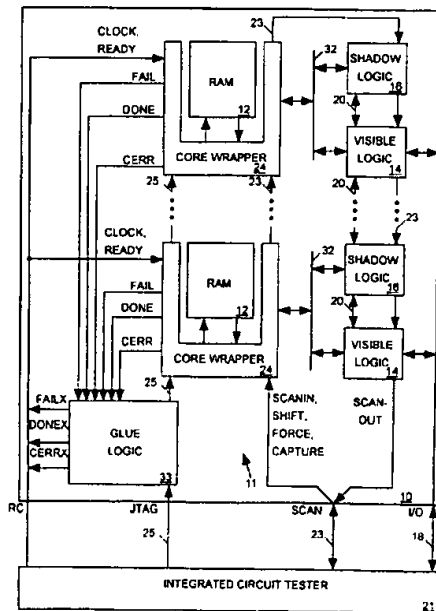 23
CLOCK,
READY
FAIL
DONE
CERR
RAM
12
CORE WRAPPER
24
25
23
32
SHADOW
LOGIC
16
20
VISIBLE
LOGIC
14
20
23
CLOCK,
READY
FAIL
DONE
CERR
RAM
12
CORE WRAPPER
24
25
32
SHADOW
LOGIC
16
20
VISIBLE
LOGIC
14
FAILX
DONEX
CERRX
GLUE
LOGIC
33
SCANIN,
SHIFT,
FORCE,
CAPTURE
SCAN-
OUT
11
10
RC
JTAG
SCAN
I/O
25
23
18
INTEGRATED CIRCUIT TESTER
21